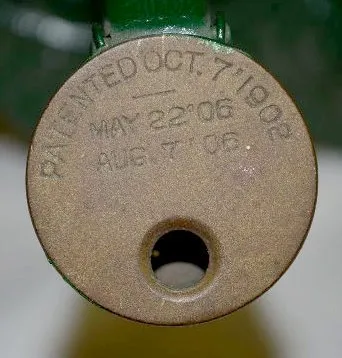 PATENTED OCT. 7' 1902
MAY 22' 06
AUG. 7' 06